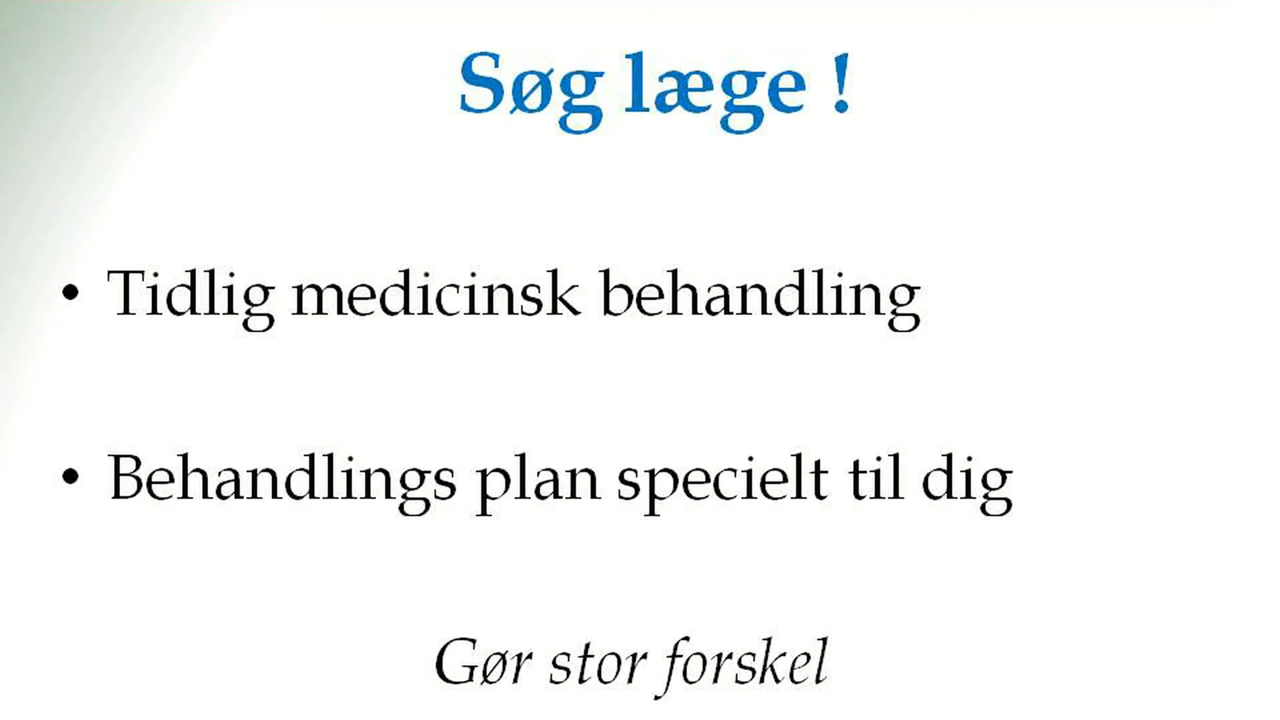 Søg læge !
• Tidlig medicinsk behandling
• Behandlings plan specielt til dig
Gør stor forskel